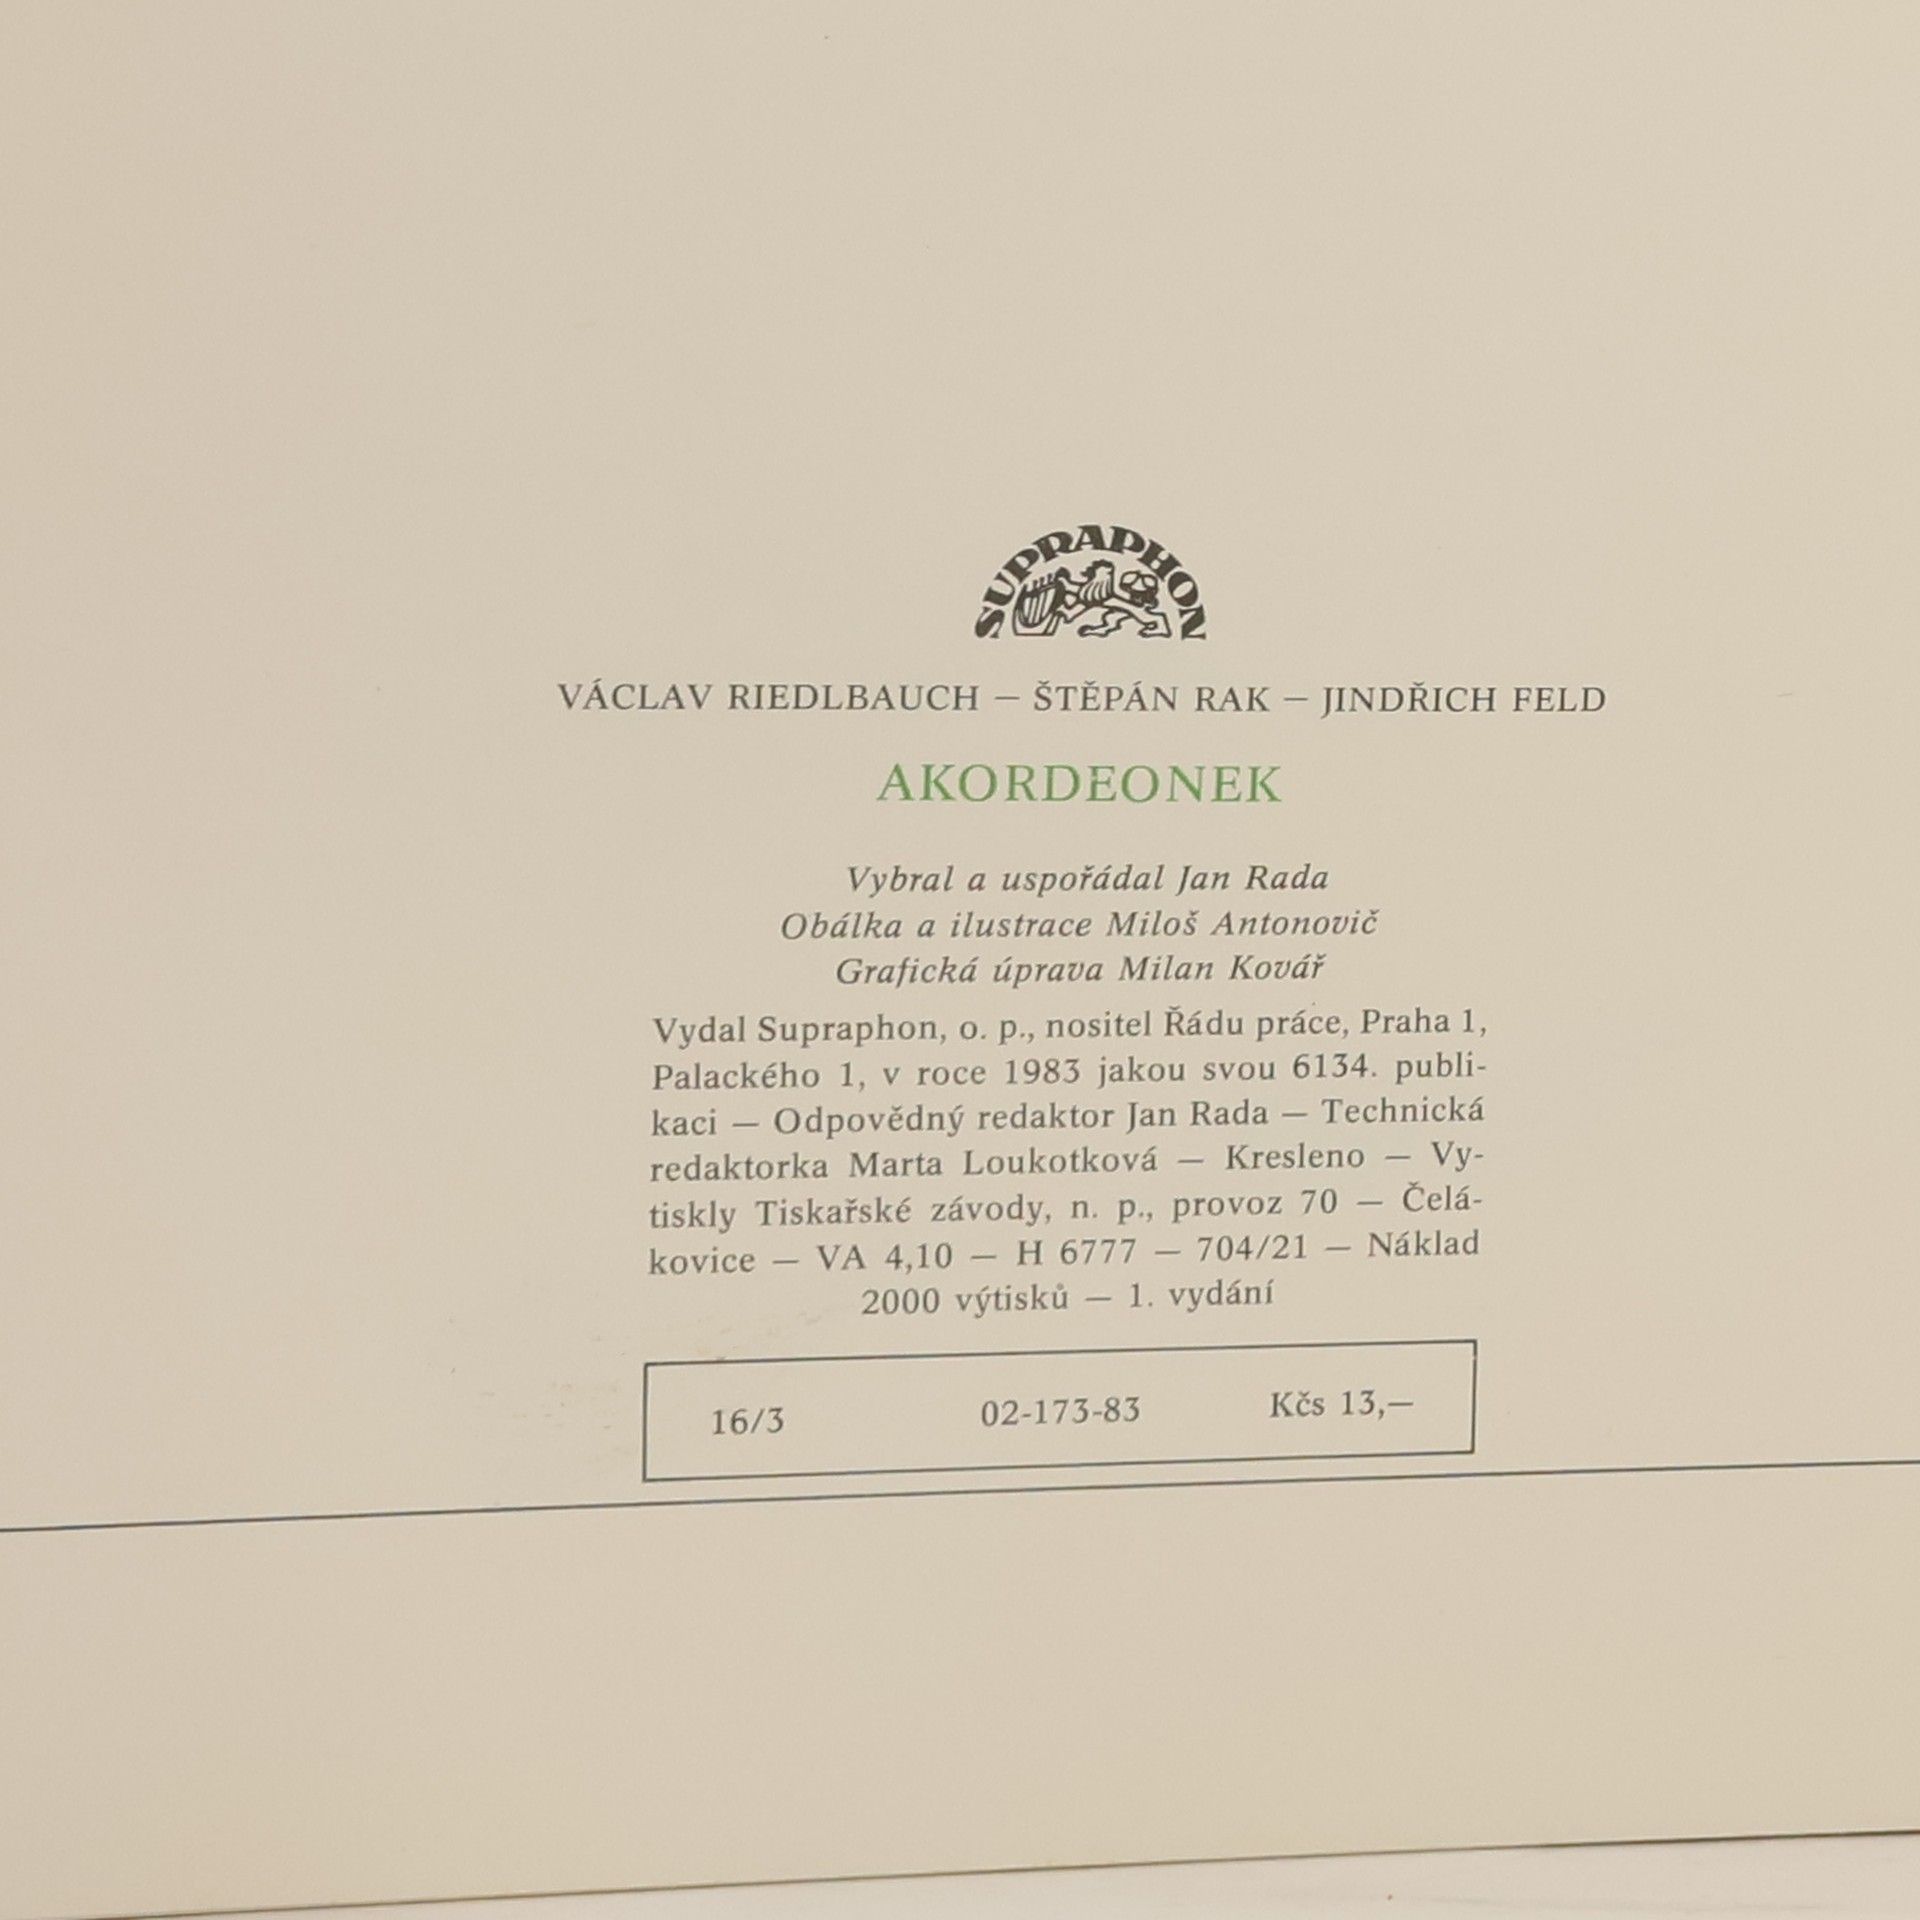 SUPRAPHON
VÁCLAV RIEDLBAUCH — ŠTĚPÁN RAK — JINDŘICH FELD
AKORDEONEK
Vybral a uspořádal Jan Rada
Obálka a ilustrace Miloš Antonovič
Grafická úprava Milan Kovář
Vydal Supraphon, o. p., nositel Řádu práce, Praha 1,
Palackého 1, v roce 1983 jakou svou 6134. publi-
kaci — Odpovědný redaktor Jan Rada — Technická
redaktorka Marta Loukotková — Kresleno — Vy-
tiskly Tiskařské závody, n. p., provoz 70 — Čelá-
kovice — VA 4,10 — H 6777 — 704/21 — Náklad
2000 výtisků — 1. vydání
16/3 02-173-83 Kčs 13,—